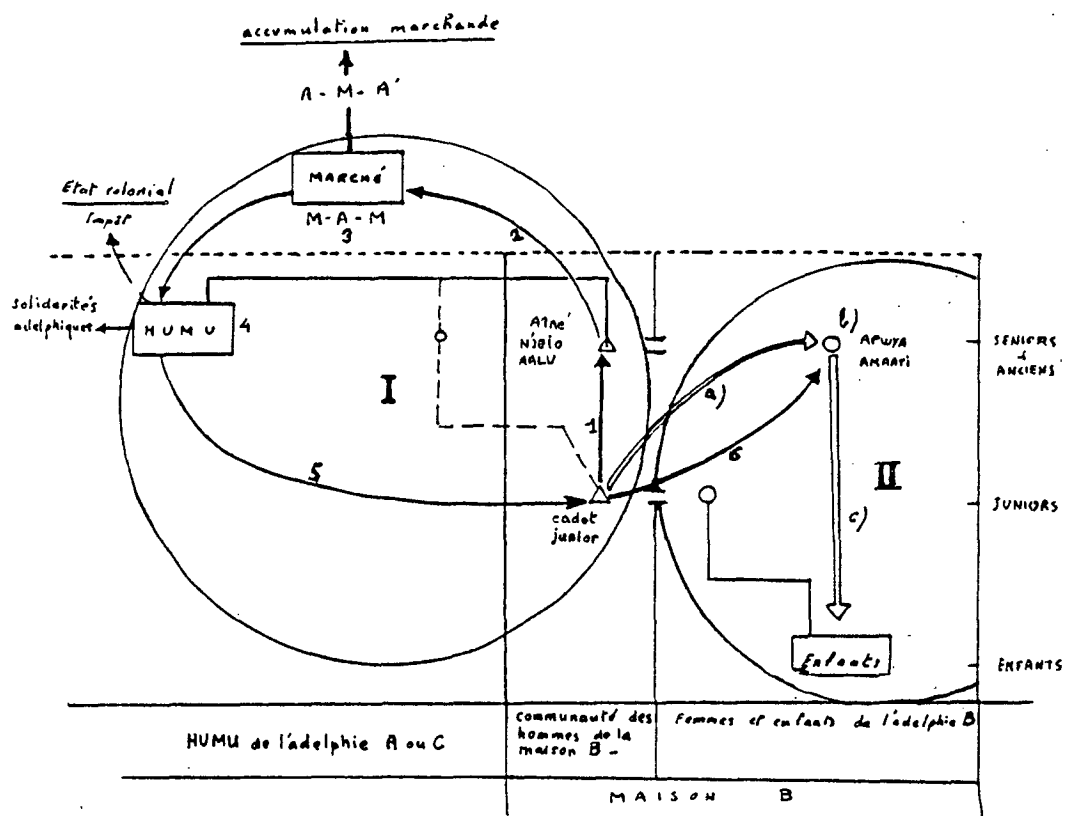 accumulation marchande
A - M - A'
MARCHÉ
Etat colonial
Impôt
M - A - M
3
2
solidarités
adelphiques
HUMU
4
Aîné
AALU
b)
APWYA
SENIORS
&
ANCIENS
I
a)
1
6
II
5
cadet
junior
c)
JUNIORS
Enfants
ENFANTS
HUMU de l'adelphie A ou C
communauté des
hommes de la
maison B -
Femmes et enfants de l'adelphie B
MAISON B